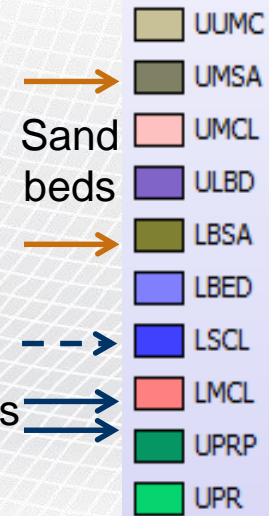 UUMC
UMSA
Sand
beds
UMCL
ULBD
LBSA
LBED
LSCL
s
LMCL
UPRP
UPR